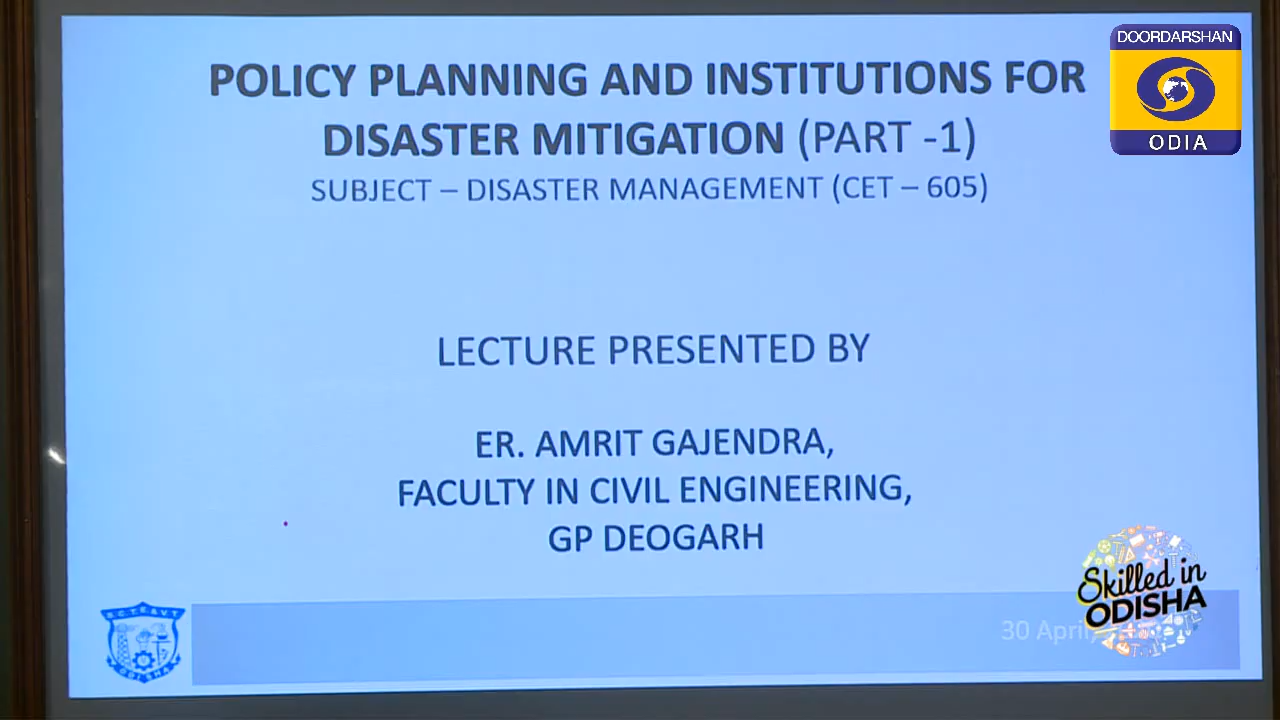 POLICY PLANNING AND INSTITUTIONS FOR
DISASTER MITIGATION (PART -1)
SUBJECT – DISASTER MANAGEMENT (CET – 605)
LECTURE PRESENTED BY
ER. AMRIT GAJENDRA,
FACULTY IN CIVIL ENGINEERING,
GP DEOGARH
30 April,
DOORDARSHAN
ODIA
Skilled in
ODISHA
S.C.T.E & V.T.
ODISHA